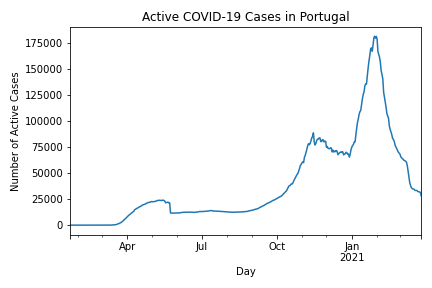 Active COVID-19 Cases in Portugal
175000
150000
125000
100000
75000
50000
25000
0
Number of Active Cases
Apr Jul Oct Jan
2021
Day